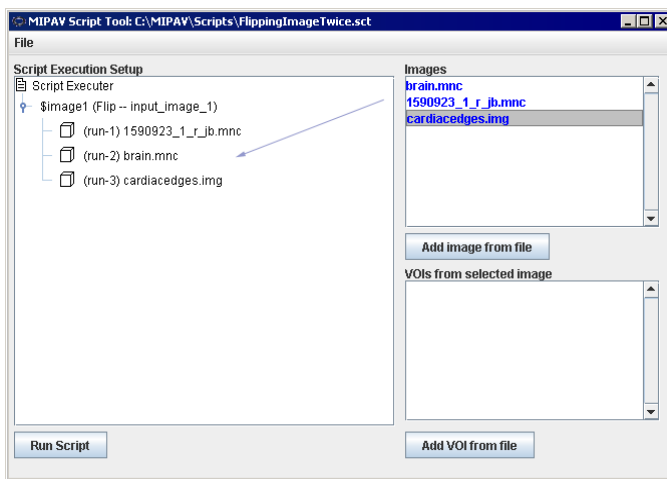 MIPAV Script Tool: C:\MIPAV\Scripts\FlippingImageTwice.sct
File
Script Execution Setup
Script Executer
$image1 (Flip -- input_image_1)
(run-1) 1590923_1_r_jb.mnc
(run-2) brain.mnc
(run-3) cardiacedges.img
Run Script
Images
brain.mnc
1590923_1_r_jb.mnc
cardiacedges.img
Add image from file
VOIs from selected image
Add VOI from file